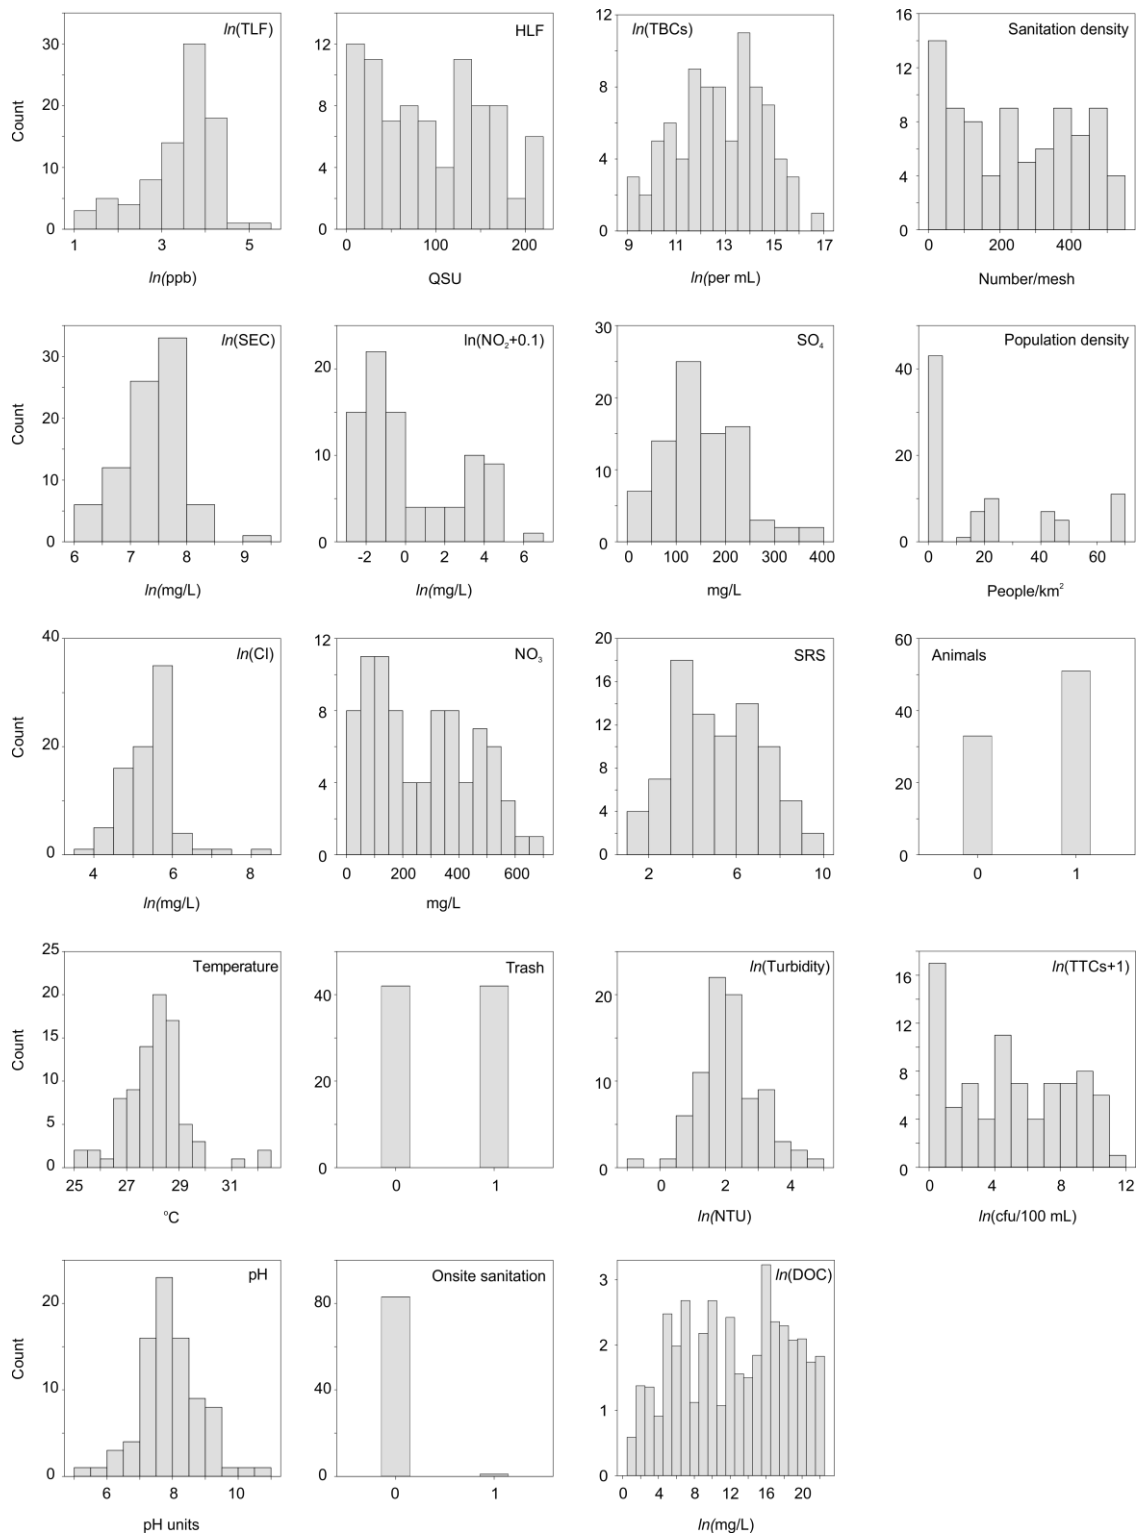 ln(TLF)
30
20
10
0
Count
1 3 5
ln(ppb)
HLF
12
8
4
0
0 100 200
QSU
ln(TBCs)
12
8
4
0
9 11 13 15 17
ln(per mL)
Sanitation density
16
12
8
4
0
0 200 400
Number/mesh
ln(SEC)
30
20
10
0
Count
6 7 8 9
ln(mg/L)
ln(NO₂+0.1)
20
10
0
-2 0 2 4 6
ln(mg/L)
SO₄
30
20
10
0
0 100 200 300 400
mg/L
Population density
40
20
0
0 20 40 60
People/km²
ln(Cl)
40
20
0
Count
4 6 8
ln(mg/L)
NO₃
12
8
4
0
0 200 400 600
mg/L
SRS
20
16
12
8
4
0
2 6 10
Animals
60
40
20
0
0 1
Temperature
25
20
15
10
5
0
Count
25 27 29 31
°C
Trash
40
20
0
0 1
ln(Turbidity)
20
10
0
0 2 4
ln(NTU)
ln(TTCs+1)
16
12
8
4
0
0 4 8 12
ln(cfu/100 mL)
pH
20
10
0
Count
6 8 10
pH units
Onsite sanitation
80
40
0
0 1
ln(DOC)
3
2
1
0
0 4 8 12 16 20
ln(mg/L)